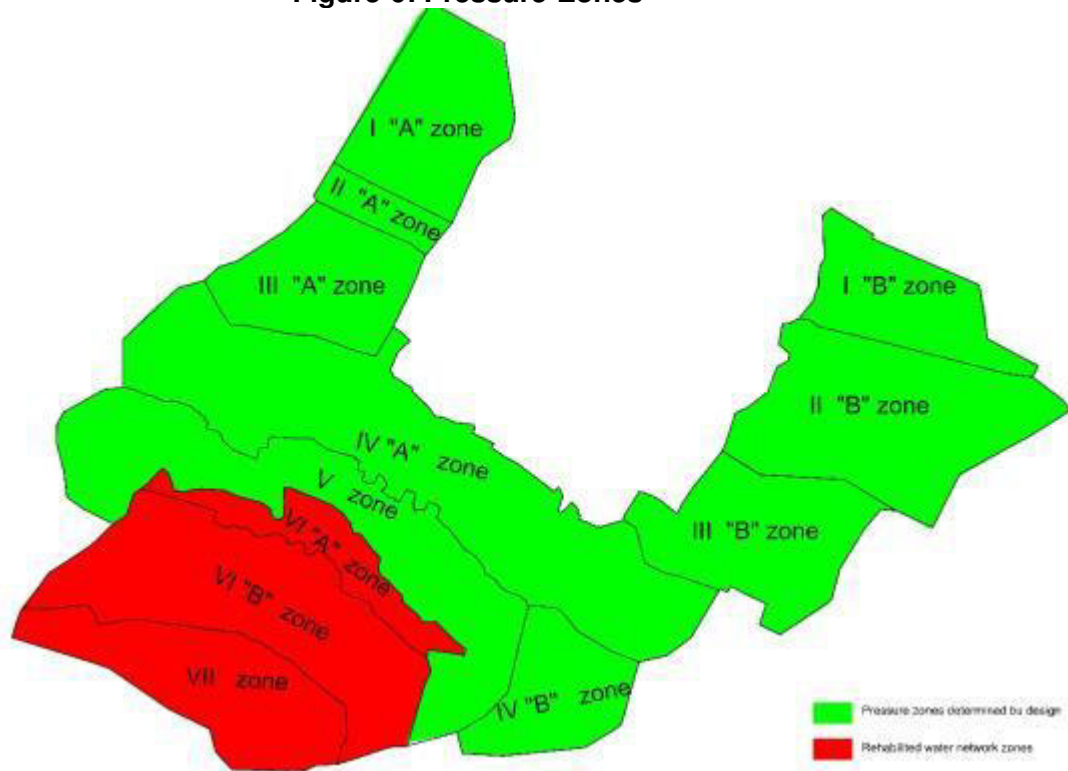 Figure 6. Pressure Zones
I "A" zone
II "A" zone
III "A" zone
I "B" zone
II "B" zone
IV "A" zone
V zone
III "B" zone
VI "A" zone
VI "B" zone
VII zone
IV "B" zone
Pressure zones determined bu design
Rehabilited water network zones